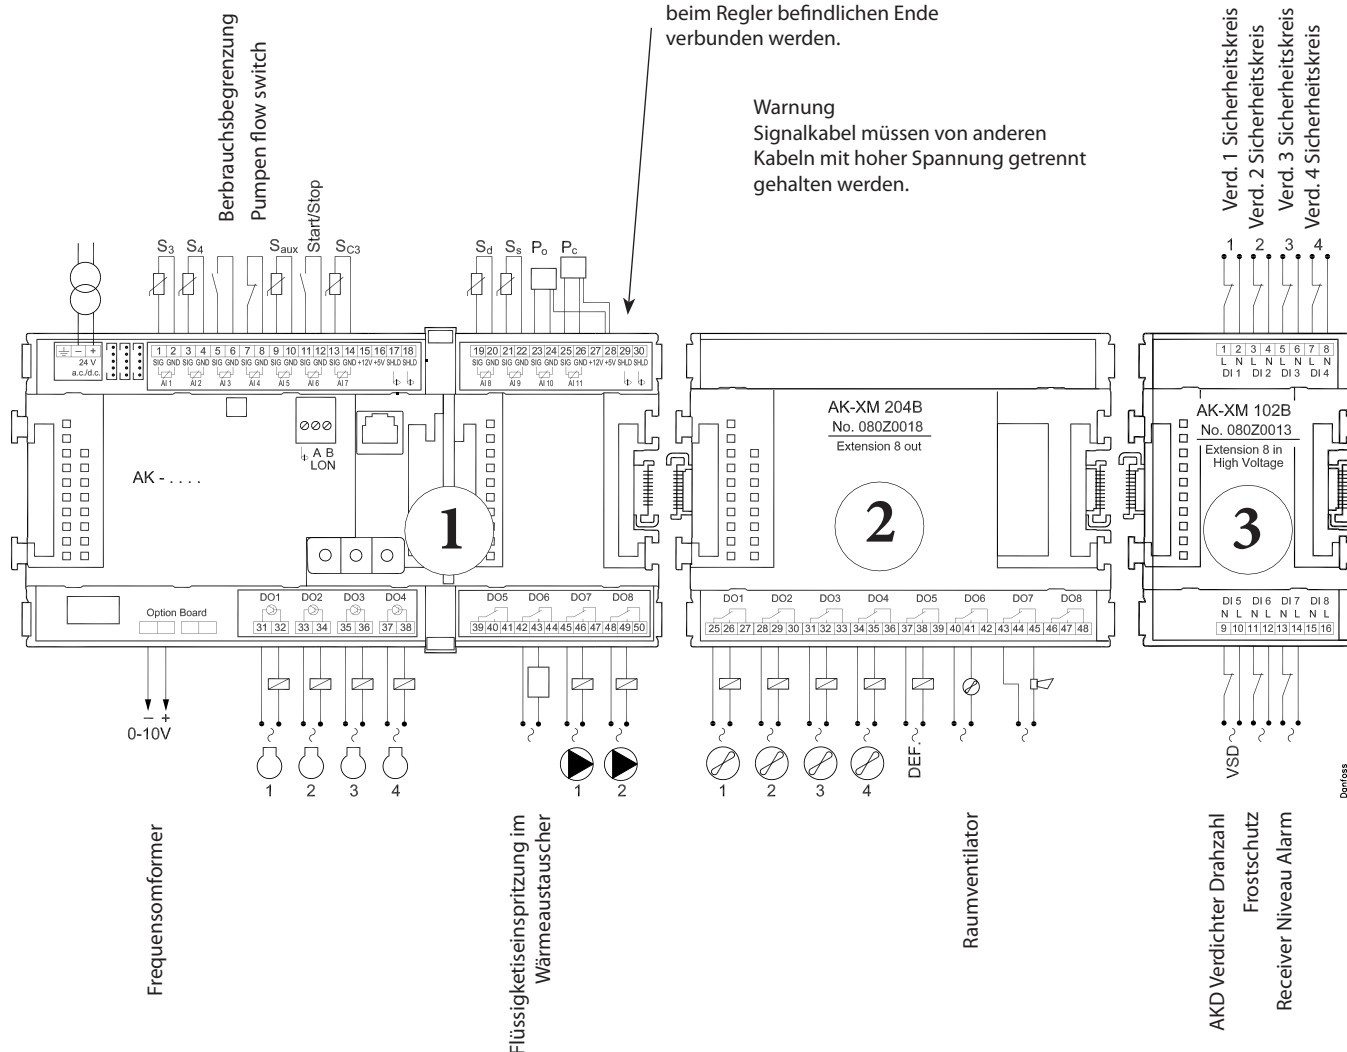 beim Regler befindlichen Ende
verbunden werden.
Warnung
Signalkabel müssen von anderen
Kabeln mit hoher Spannung getrennt
gehalten werden.
Berbrauchsbegrenzung
Pumpen flow switch
Start/Stop
S3 S4 Saux SC3
Sd Ss Po Pc
Verd. 1 Sicherheitskreis
Verd. 2 Sicherheitskreis
Verd. 3 Sicherheitskreis
Verd. 4 Sicherheitskreis
1 2 3 4
– +
24 V
a.c./d.c.
1 2 3 4 5 6 7 8 9 10 11 12 13 14 15 16 17 18
SIG GND SIG GND SIG GND SIG GND SIG GND SIG GND SIG GND +12V +5V SHLD SHLD
AI 1 AI 2 AI 3 AI 4 AI 5 AI 6 AI 7
19 20 21 22 23 24 25 26 27 28 29 30
SIG GND SIG GND SIG GND SIG GND +12V +5V SHLD SHLD
AI 8 AI 9 AI 10 AI 11
1 2 3 4 5 6 7 8
L N L N L N L N
DI 1 DI 2 DI 3 DI 4
A B
LON
AK - . . . .
1
AK-XM 204B
No. 080Z0018
Extension 8 out
2
AK-XM 102B
No. 080Z0013
Extension 8 in
High Voltage
3
Option Board
DO1 DO2 DO3 DO4
31 32 33 34 35 36 37 38
DO5 DO6 DO7 DO8
39 40 41 42 43 44 45 46 47 48 49 50
DO1 DO2 DO3 DO4 DO5 DO6 DO7 DO8
25 26 27 28 29 30 31 32 33 34 35 36 37 38 39 40 41 42 43 44 45 46 47 48
DI 5 DI 6 DI 7 DI 8
N L N L N L N L
9 10 11 12 13 14 15 16
– +
0-10V
1 2 3 4
1 2
1 2 3 4
DEF.
VSD
Danfoss
Frequensomformer
Flüssigketiseinspritzung im
Wärmeaustauscher
Raumventilator
AKD Verdichter Drahzahl
Frostschutz
Receiver Niveau Alarm